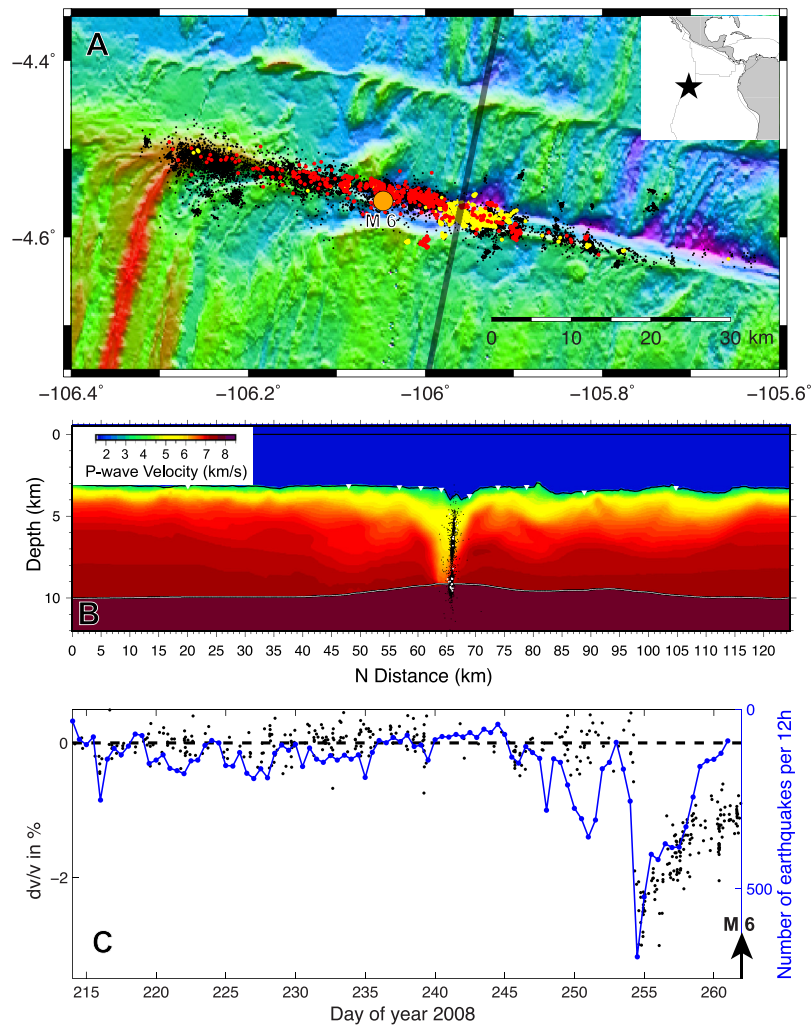 A
−4.4
−4.6
M 6
0 10 20 30 km
−106.4 −106.2 −106 −105.8 −105.6
2 3 4 5 6 7 8
P-wave Velocity (km/s)
0
5
10
Depth (km)
B
0 5 10 15 20 25 30 35 40 45 50 55 60 65 70 75 80 85 90 95 100 105 110 115 120
N Distance (km)
0
-2
dv/v in %
0
500
Number of earthquakes per 12h
M 6
C
215 220 225 230 235 240 245 250 255 260
Day of year 2008